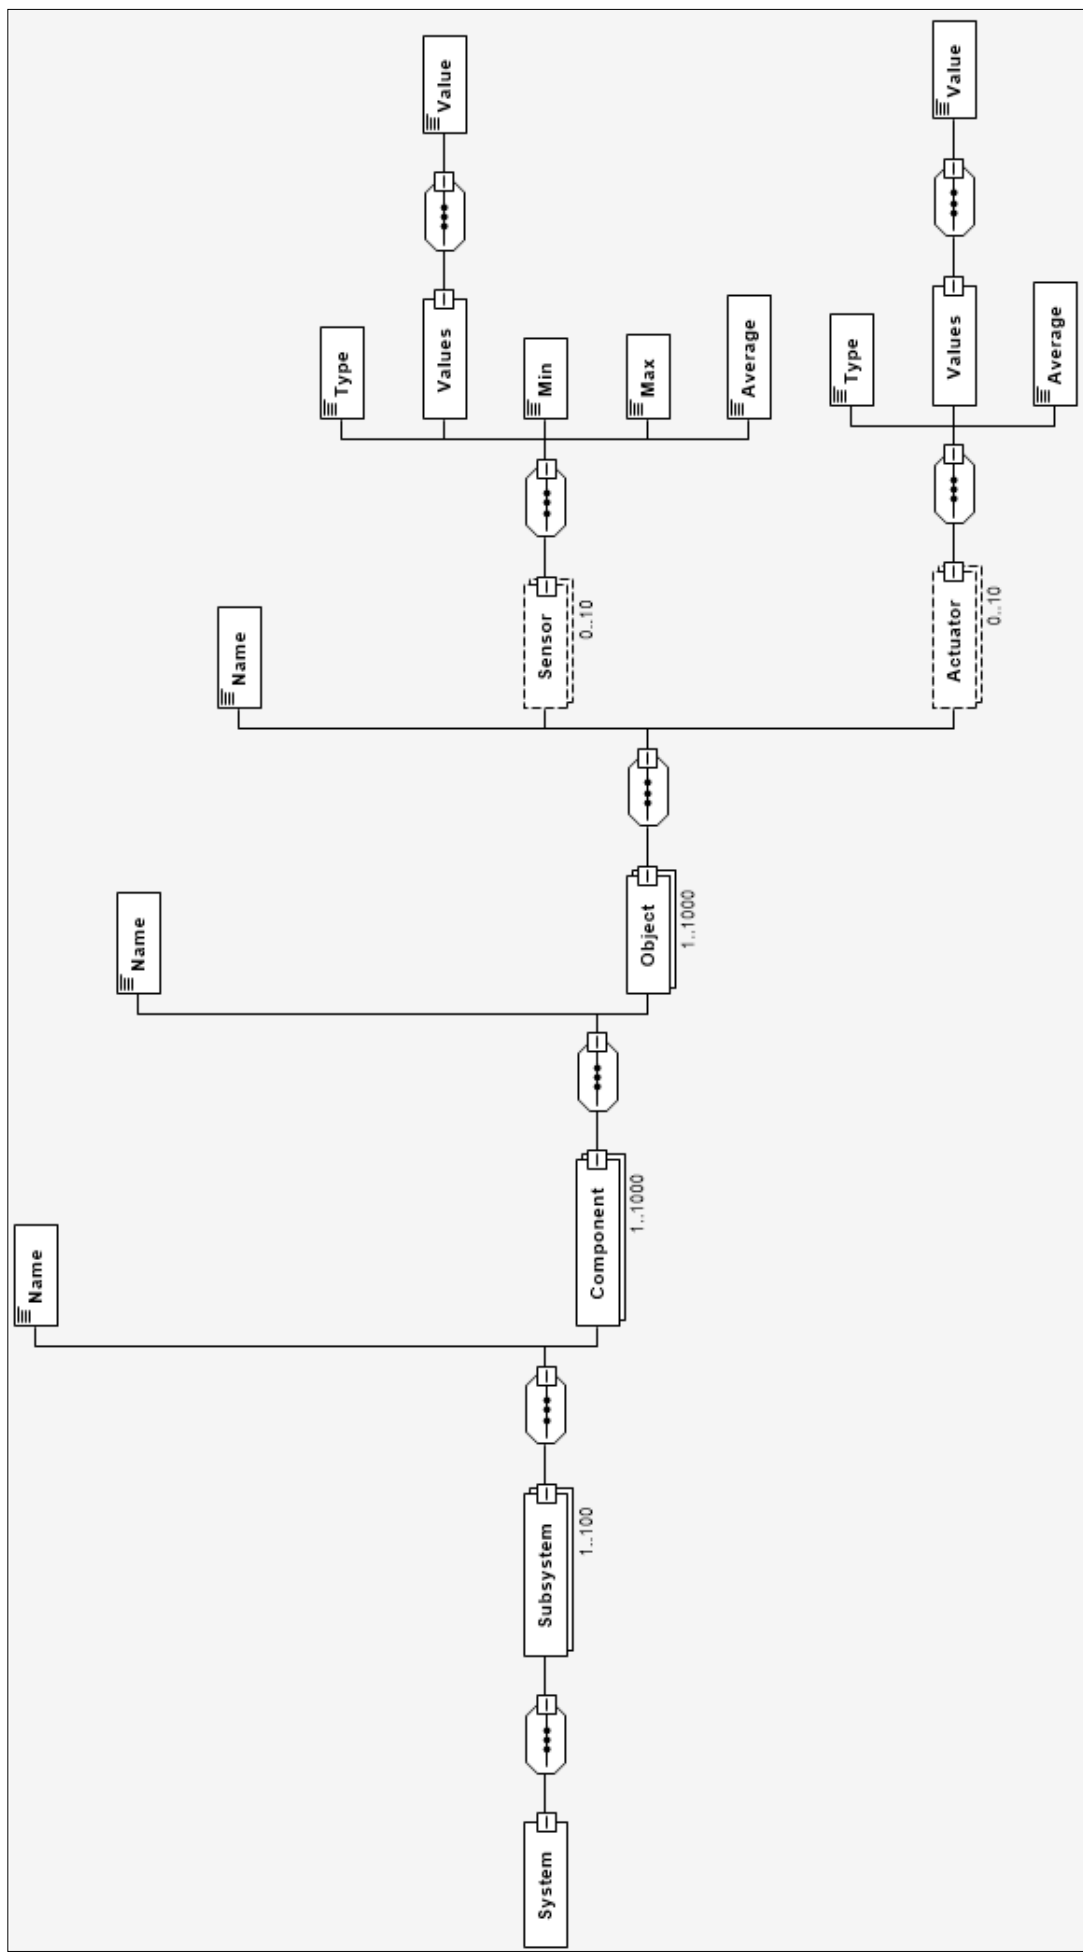 System
Subsystem
1..100
Name
Component
1..1000
Name
Object
1..1000
Name
Sensor
0..10
Type
Values
Value
Min
Max
Average
Actuator
0..10
Type
Values
Value
Average